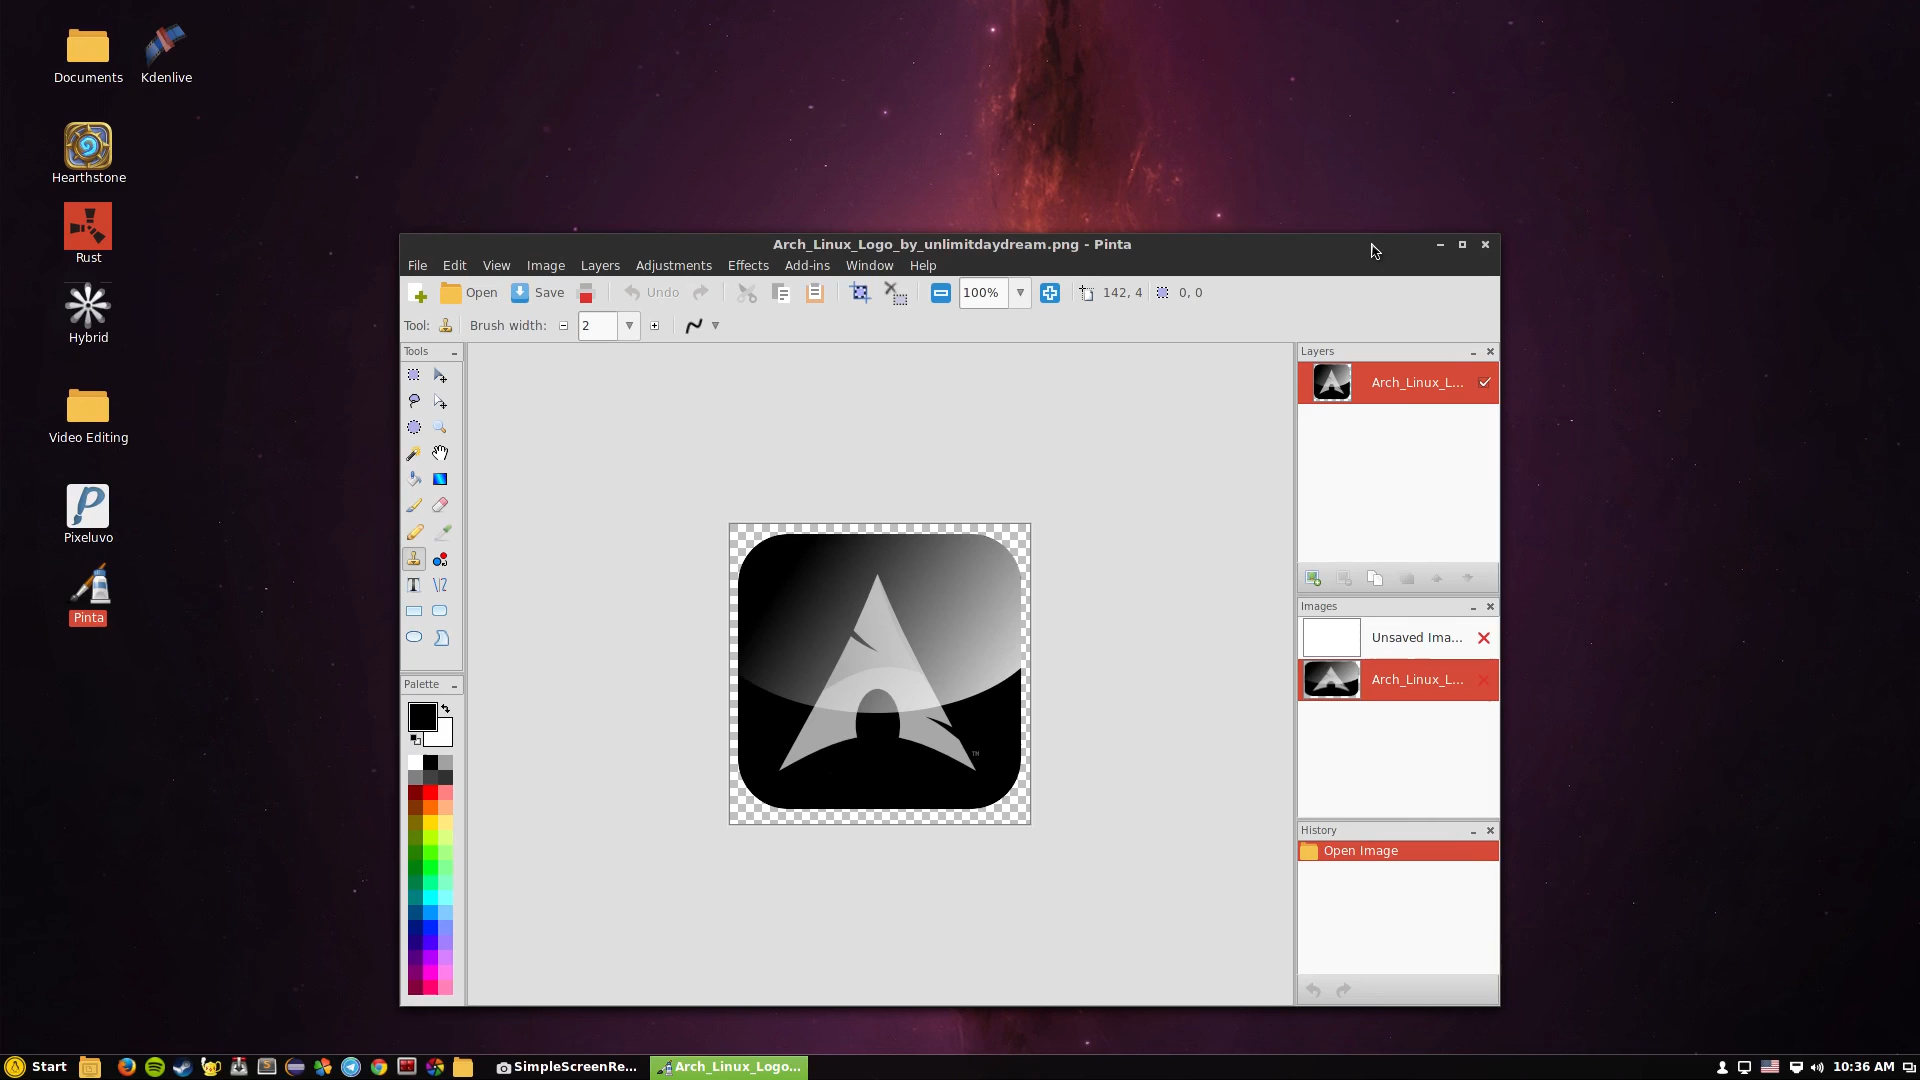 Documents
Kdenlive
Hearthstone
Rust
Hybrid
Video Editing
Pixeluvo
Pinta
Arch_Linux_Logo_by_unlimitdaydream.png - Pinta
File Edit View Image Layers Adjustments Effects Add-ins Window Help
Open Save Undo 100% 142, 4 0, 0
Tool: Brush width: 2
Tools
Layers
Arch_Linux_L...
T
TM
Images
Unsaved Ima...
Arch_Linux_L...
Palette
History
Open Image
Start
SimpleScreenRe...
Arch_Linux_Logo...
10:36 AM